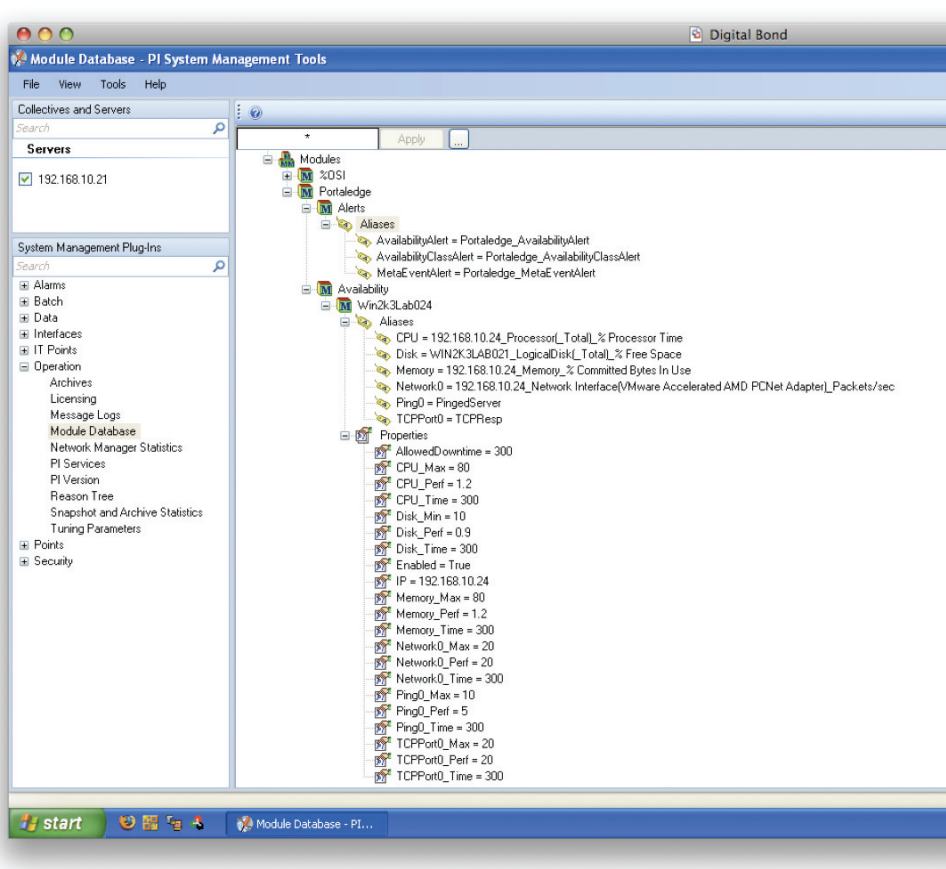 Digital Bond
Module Database - PI System Management Tools
File View Tools Help
Collectives and Servers
Search
Servers
192.168.10.21
System Management Plug-Ins
Search
Alarms
Batch
Data
Interfaces
IT Points
Operation
Archives
Licensing
Message Logs
Module Database
Network Manager Statistics
PI Services
PI Version
Reason Tree
Snapshot and Archive Statistics
Tuning Parameters
Points
Security
* Apply ...
Modules
%OSI
Portaledge
Alerts
Aliases
AvailabilityAlert = Portaledge_AvailabilityAlert
AvailabilityClassAlert = Portaledge_AvailabilityClassAlert
MetaEventAlert = Portaledge_MetaEventAlert
Availability
Win2k3Lab024
Aliases
CPU = 192.168.10.24_Processor(_Total)_% Processor Time
Disk = WIN2K3LAB021_LogicalDisk(_Total)_% Free Space
Memory = 192.168.10.24_Memory_% Committed Bytes In Use
Network0 = 192.168.10.24_Network Interface(VMware Accelerated AMD PCNet Adapter)_Packets/sec
Ping0 = PingedServer
TCPPort0 = TCPResp
Properties
AllowedDowntime = 300
CPU_Max = 80
CPU_Perf = 1.2
CPU_Time = 300
Disk_Min = 10
Disk_Perf = 0.9
Disk_Time = 300
Enabled = True
IP = 192.168.10.24
Memory_Max = 80
Memory_Perf = 1.2
Memory_Time = 300
Network0_Max = 20
Network0_Perf = 20
Network0_Time = 300
Ping0_Max = 10
Ping0_Perf = 5
Ping0_Time = 300
TCPPort0_Max = 20
TCPPort0_Perf = 20
TCPPort0_Time = 300
start Module Database - PI...